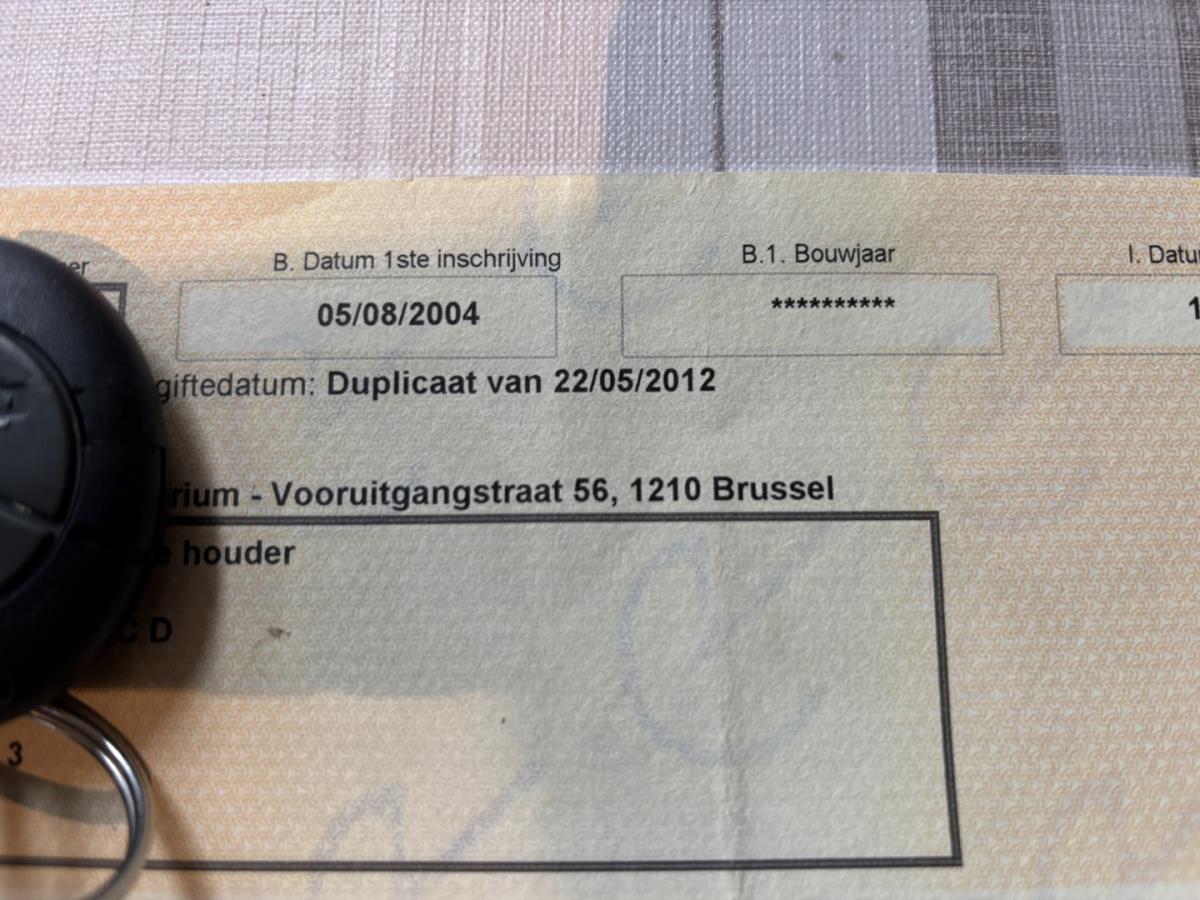 B. Datum 1ste inschrijving
B.1. Bouwjaar
05/08/2004
**********
giftedatum: Duplicaat van 22/05/2012
rium - Vooruitgangstraat 56, 1210 Brussel
houder
C D
3